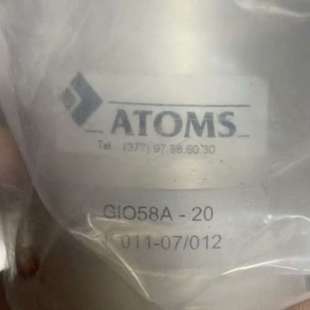 ATOMS
Tel. (377) 97.98.60.30
GIO58A - 20
011-07/012